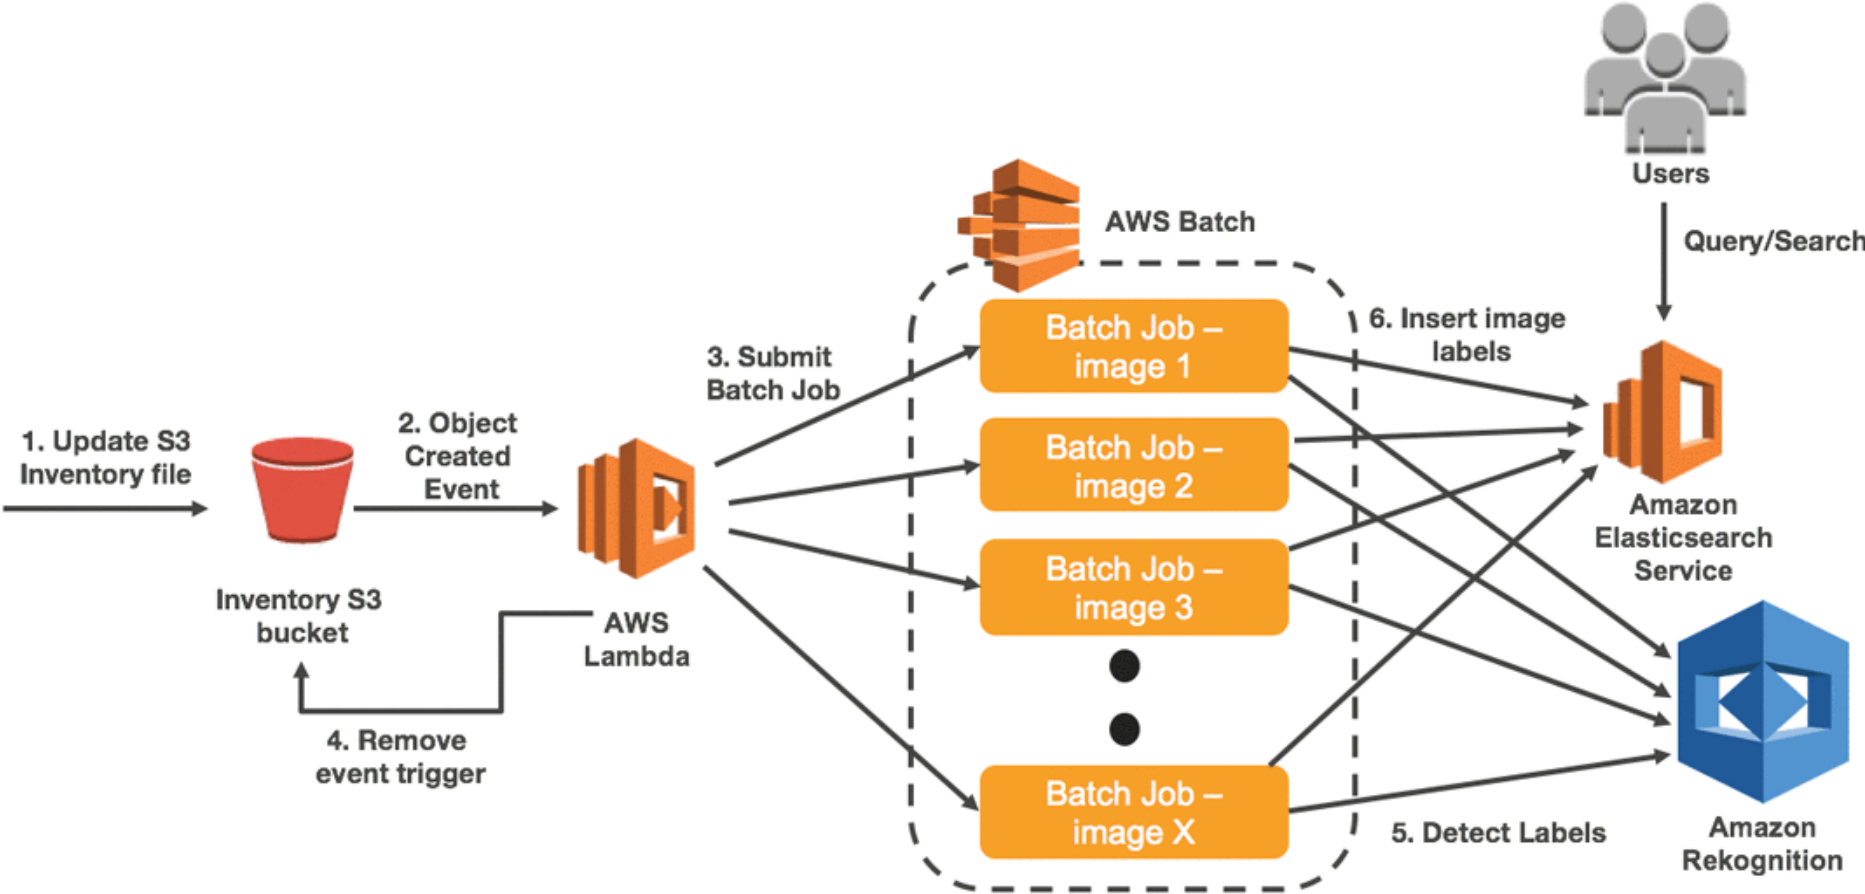 Users
Query/Search
AWS Batch
1. Update S3
Inventory file
2. Object
Created
Event
3. Submit
Batch Job
Batch Job –
image 1
Batch Job –
image 2
Batch Job –
image 3
Batch Job –
image X
6. Insert image
labels
Amazon
Elasticsearch
Service
Inventory S3
bucket
AWS
Lambda
4. Remove
event trigger
5. Detect Labels
Amazon
Rekognition